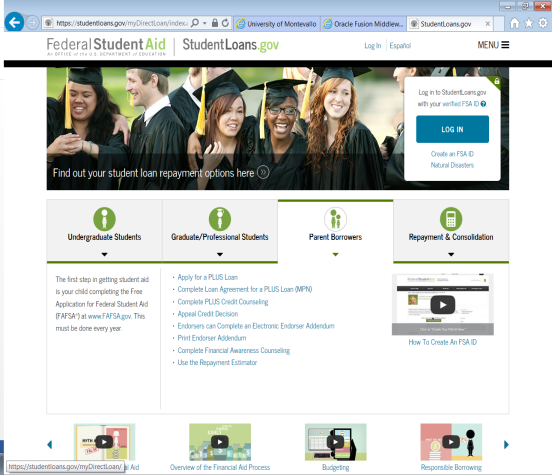 https://studentloans.gov/myDirectLoan/index.
University of Montevallo
Oracle Fusion Middlew...
StudentLoans.gov
Federal Student Aid
An OFFICE of the U.S. DEPARTMENT of EDUCATION
StudentLoans.gov
Log In | Español
MENU
Find out your student loan repayment options here
Log in to StudentLoans.gov
with your verified FSA ID
LOG IN
Create an FSA ID
Natural Disasters
Undergraduate Students
Graduate/Professional Students
Parent Borrowers
Repayment & Consolidation
The first step in getting student aid
is your child completing the Free
Application for Federal Student Aid
(FAFSA®) at www.FAFSA.gov. This
must be done every year.
• Apply for a PLUS Loan
• Complete Loan Agreement for a PLUS Loan (MPN)
• Complete PLUS Credit Counseling
• Appeal Credit Decision
• Endorsers can Complete an Electronic Endorser Addendum
• Print Endorser Addendum
• Complete Financial Awareness Counseling
• Use the Repayment Estimator
How To Create An FSA ID
MYTH
https://studentloans.gov/myDirectLoan/
al Aid
Overview of the Financial Aid Process
Budgeting
Responsible Borrowing